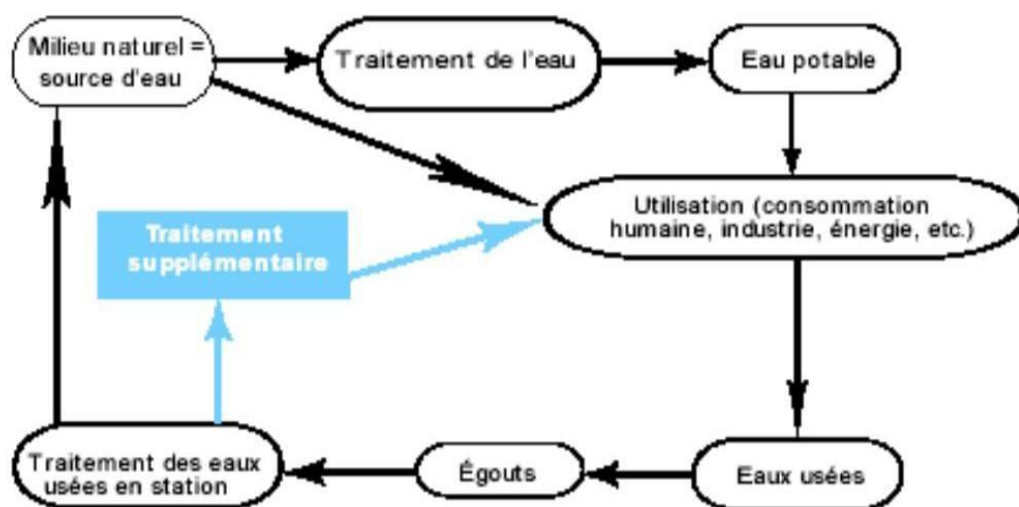 Milieu naturel =
source d'eau
Traitement de l'eau
Eau potable
Utilisation (consommation
humaine, industrie, énergie, etc.)
Traitement
supplémentaire
Traitement des eaux
usées en station
Égouts
Eaux usées